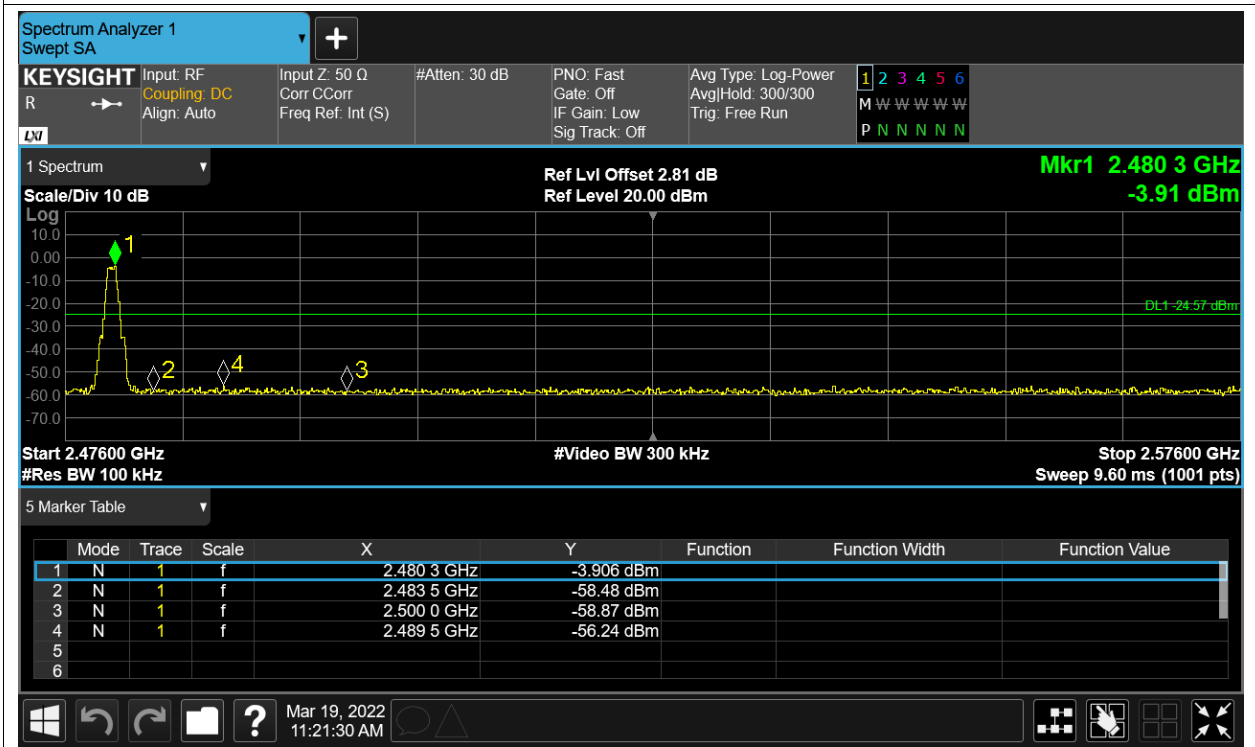 Spectrum Analyzer 1
Swept SA
KEYSIGHT Input: RF Input Z: 50 Ω #Atten: 30 dB PNO: Fast Avg Type: Log-Power 1 2 3 4 5 6
R Coupling: DC Corr CCorr Gate: Off Avg|Hold: 300/300 M W W W W W W
Align: Auto Freq Ref: Int (S) IF Gain: Low Trig: Free Run
LXI Sig Track: Off P N N N N N N
1 Spectrum Ref Lvl Offset 2.81 dB Mkr1 2.480 3 GHz
Scale/Div 10 dB Ref Level 20.00 dBm -3.91 dBm
Log
10.0
1
0.00
-10.0
-20.0
DL1 -24.57 dBm
-30.0
-40.0
-50.0
2 4 3
-60.0
-70.0
Start 2.47600 GHz #Video BW 300 kHz Stop 2.57600 GHz
#Res BW 100 kHz Sweep 9.60 ms (1001 pts)
5 Marker Table
Mode Trace Scale X Y Function Function Width Function Value
1 N 1 f 2.480 3 GHz -3.906 dBm
2 N 1 f 2.483 5 GHz -58.48 dBm
3 N 1 f 2.500 0 GHz -58.87 dBm
4 N 1 f 2.489 5 GHz -56.24 dBm
5
6
? Mar 19, 2022
11:21:30 AM